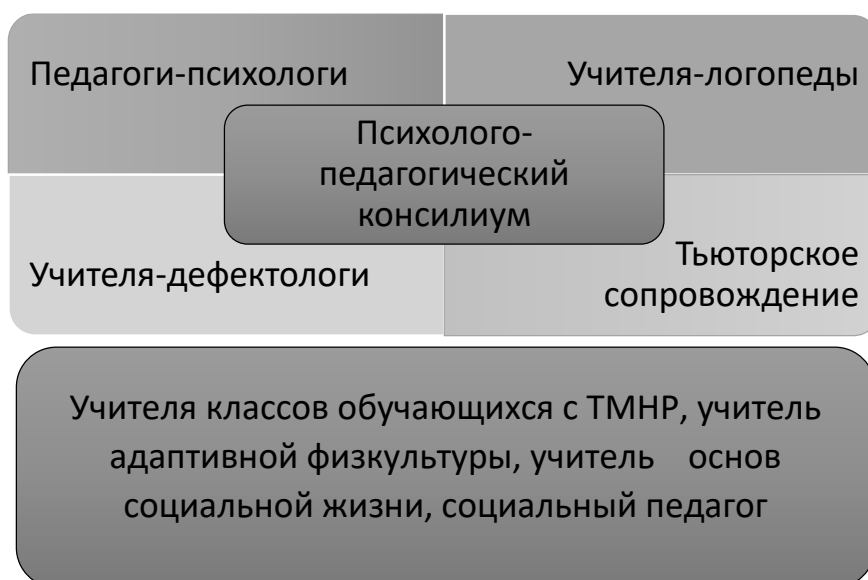 Педагоги-психологи
Учителя-логопеды
Психолого-
педагогический
консилиум
Учителя-дефектологи
Тьюторское
сопровождение
Учителя классов обучающихся с ТМНР, учитель
адаптивной физкультуры, учитель основ
социальной жизни, социальный педагог